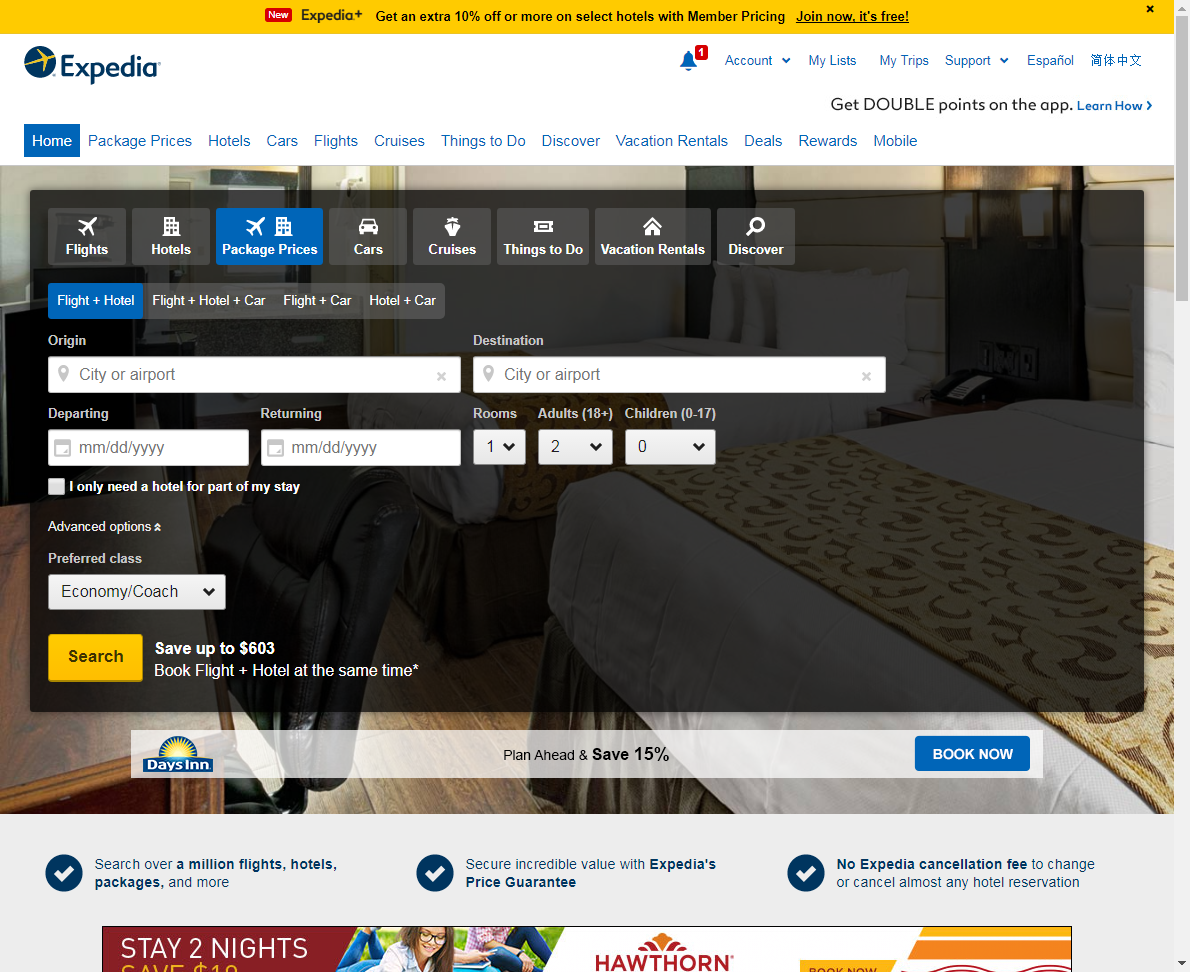 New Expedia+ Get an extra 10% off or more on select hotels with Member Pricing Join now, it's free!
Expedia
1 Account My Lists My Trips Support Español 简体中文
Get DOUBLE points on the app. Learn How
Home Package Prices Hotels Cars Flights Cruises Things to Do Discover Vacation Rentals Deals Rewards Mobile
Flights Hotels Package Prices Cars Cruises Things to Do Vacation Rentals Discover
Flight + Hotel Flight + Hotel + Car Flight + Car Hotel + Car
Origin Destination
City or airport City or airport
Departing Returning Rooms Adults (18+) Children (0-17)
mm/dd/yyyy mm/dd/yyyy 1 2 0
I only need a hotel for part of my stay
Advanced options
Preferred class
Economy/Coach
Search
Save up to $603
Book Flight + Hotel at the same time*
Days Inn Plan Ahead & Save 15% BOOK NOW
Search over a million flights, hotels,
packages, and more
Secure incredible value with Expedia's
Price Guarantee
No Expedia cancellation fee to change
or cancel almost any hotel reservation
STAY 2 NIGHTS
SAVE $10
HAWTHORN
BOOK NOW